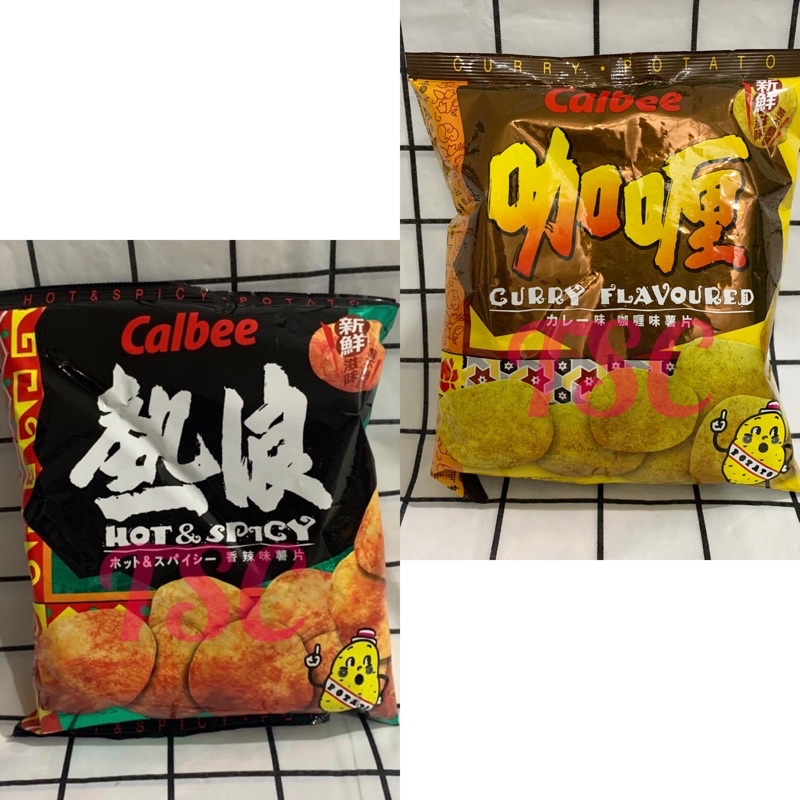 CURRY · POTATO
Calbee
新鮮
咖喱
CURRY FLAVOURED
カレー味 咖喱味薯片
TSC
POTATO
HOT & SPICY · POTATO
Calbee
新鮮
熱浪
HOT & SPICY
ホット&スパイシー 香辣味薯片
TSC
POTATO